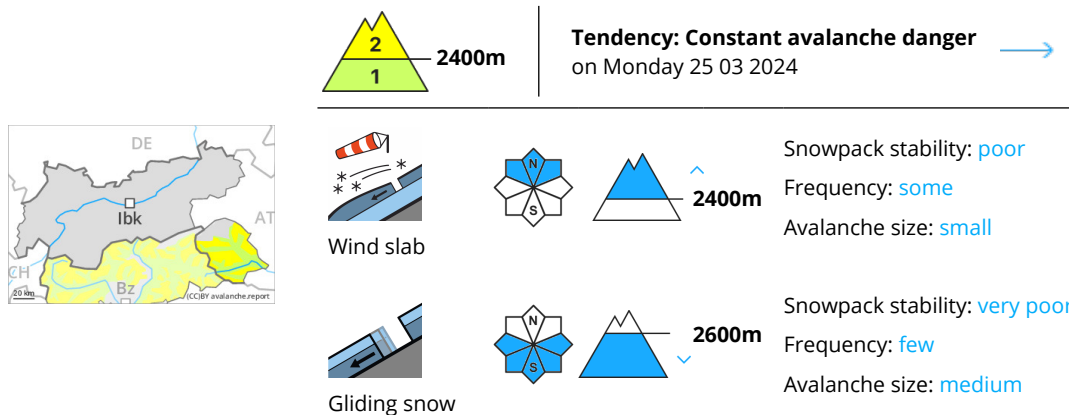 2
1
2400m
Tendency: Constant avalanche danger
on Monday 25 03 2024
DE
Ibk
AT
CH
Bz
20 km
(CC)BY avalanche.report
Wind slab
N
S
2400m
Snowpack stability: poor
Frequency: some
Avalanche size: small
Gliding snow
N
S
2600m
Snowpack stability: very poor
Frequency: few
Avalanche size: medium